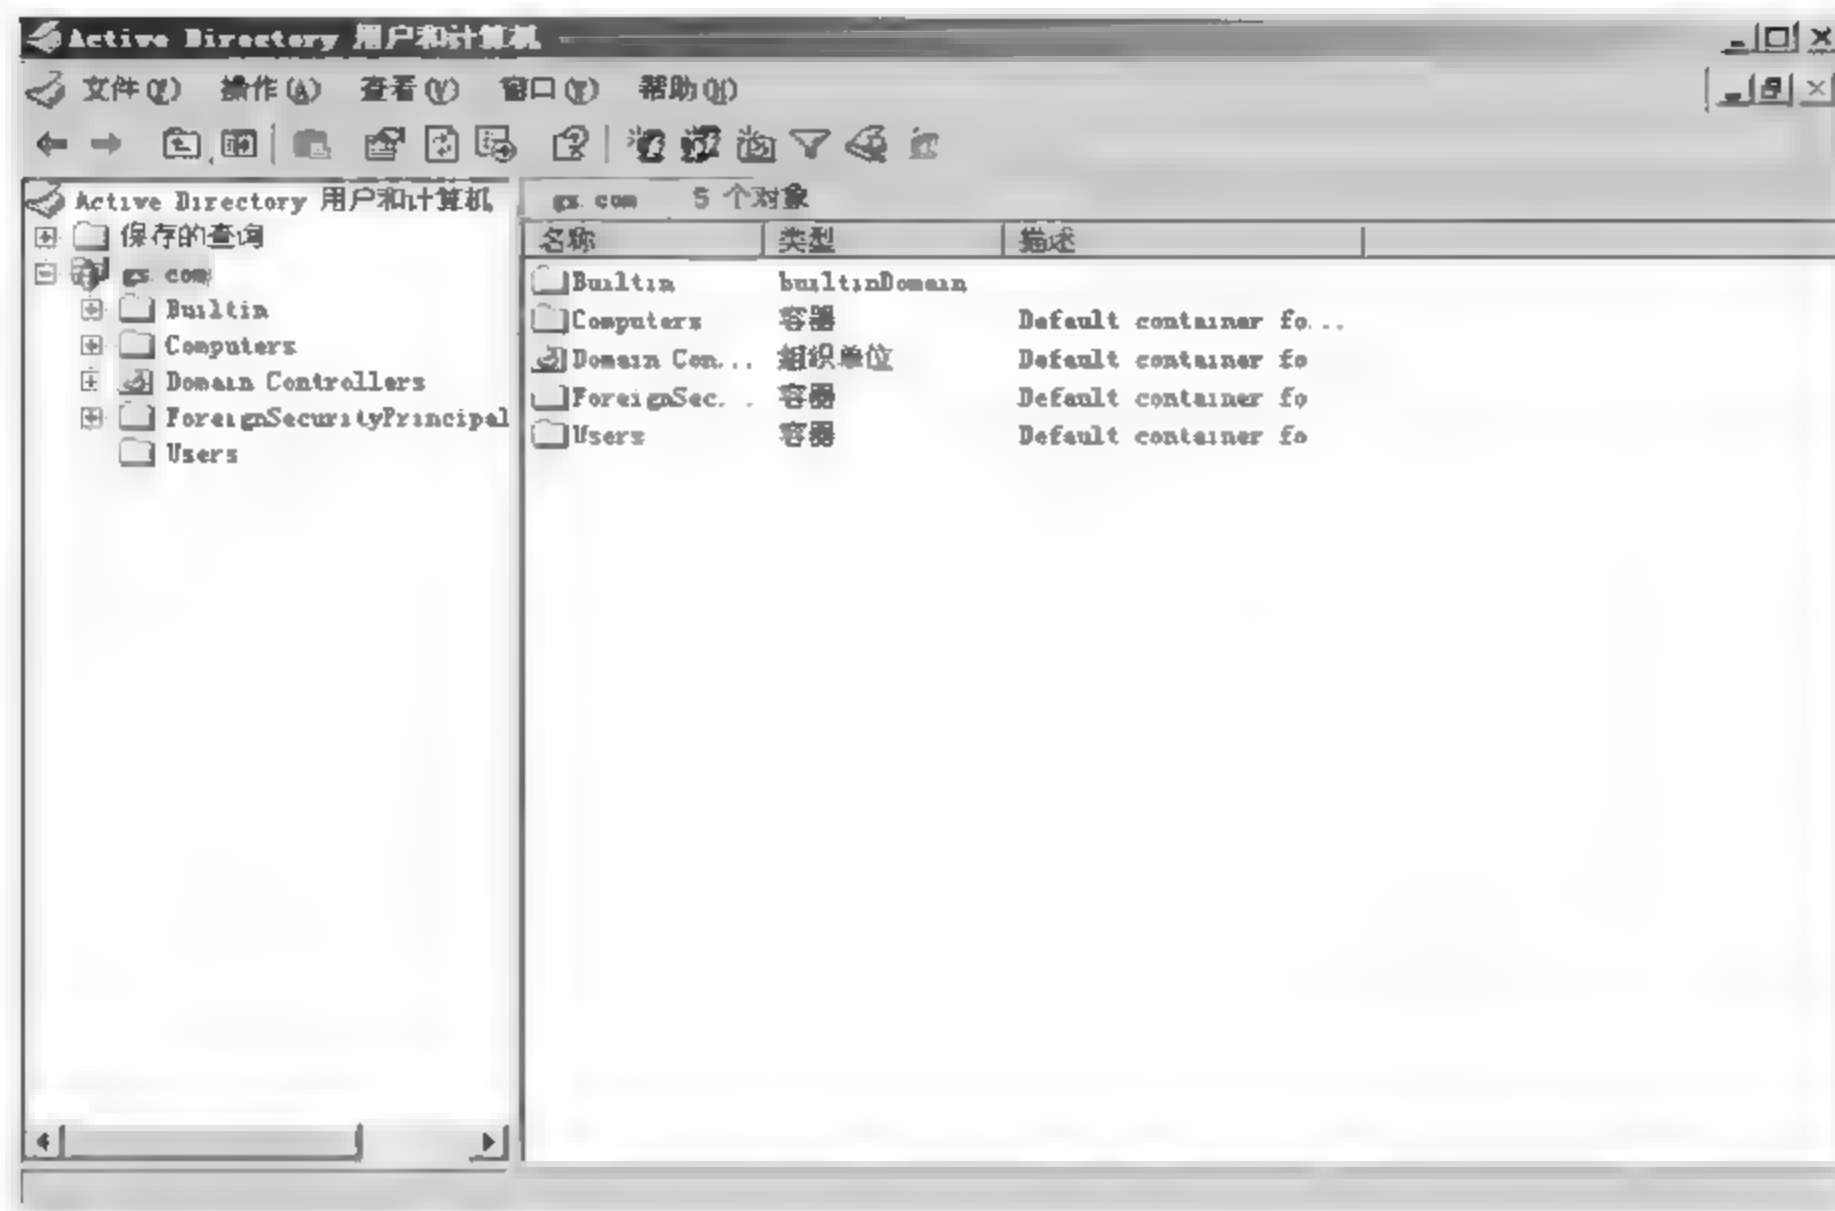 Active Directory 用户和计算机
文件(F) 操作(A) 查看(V) 窗口(W) 帮助(H)
Active Directory 用户和计算机
保存的查询
gs.com
Builtin
Computers
Domain Controllers
ForeignSecurityPrincipal
Users
gs.com 5 个对象
名称 类型 描述
Builtin builtinDomain
Computers 容器 Default container fo...
Domain Con... 组织单位 Default container fo
ForeignSec... 容器 Default container fo
Users 容器 Default container fo